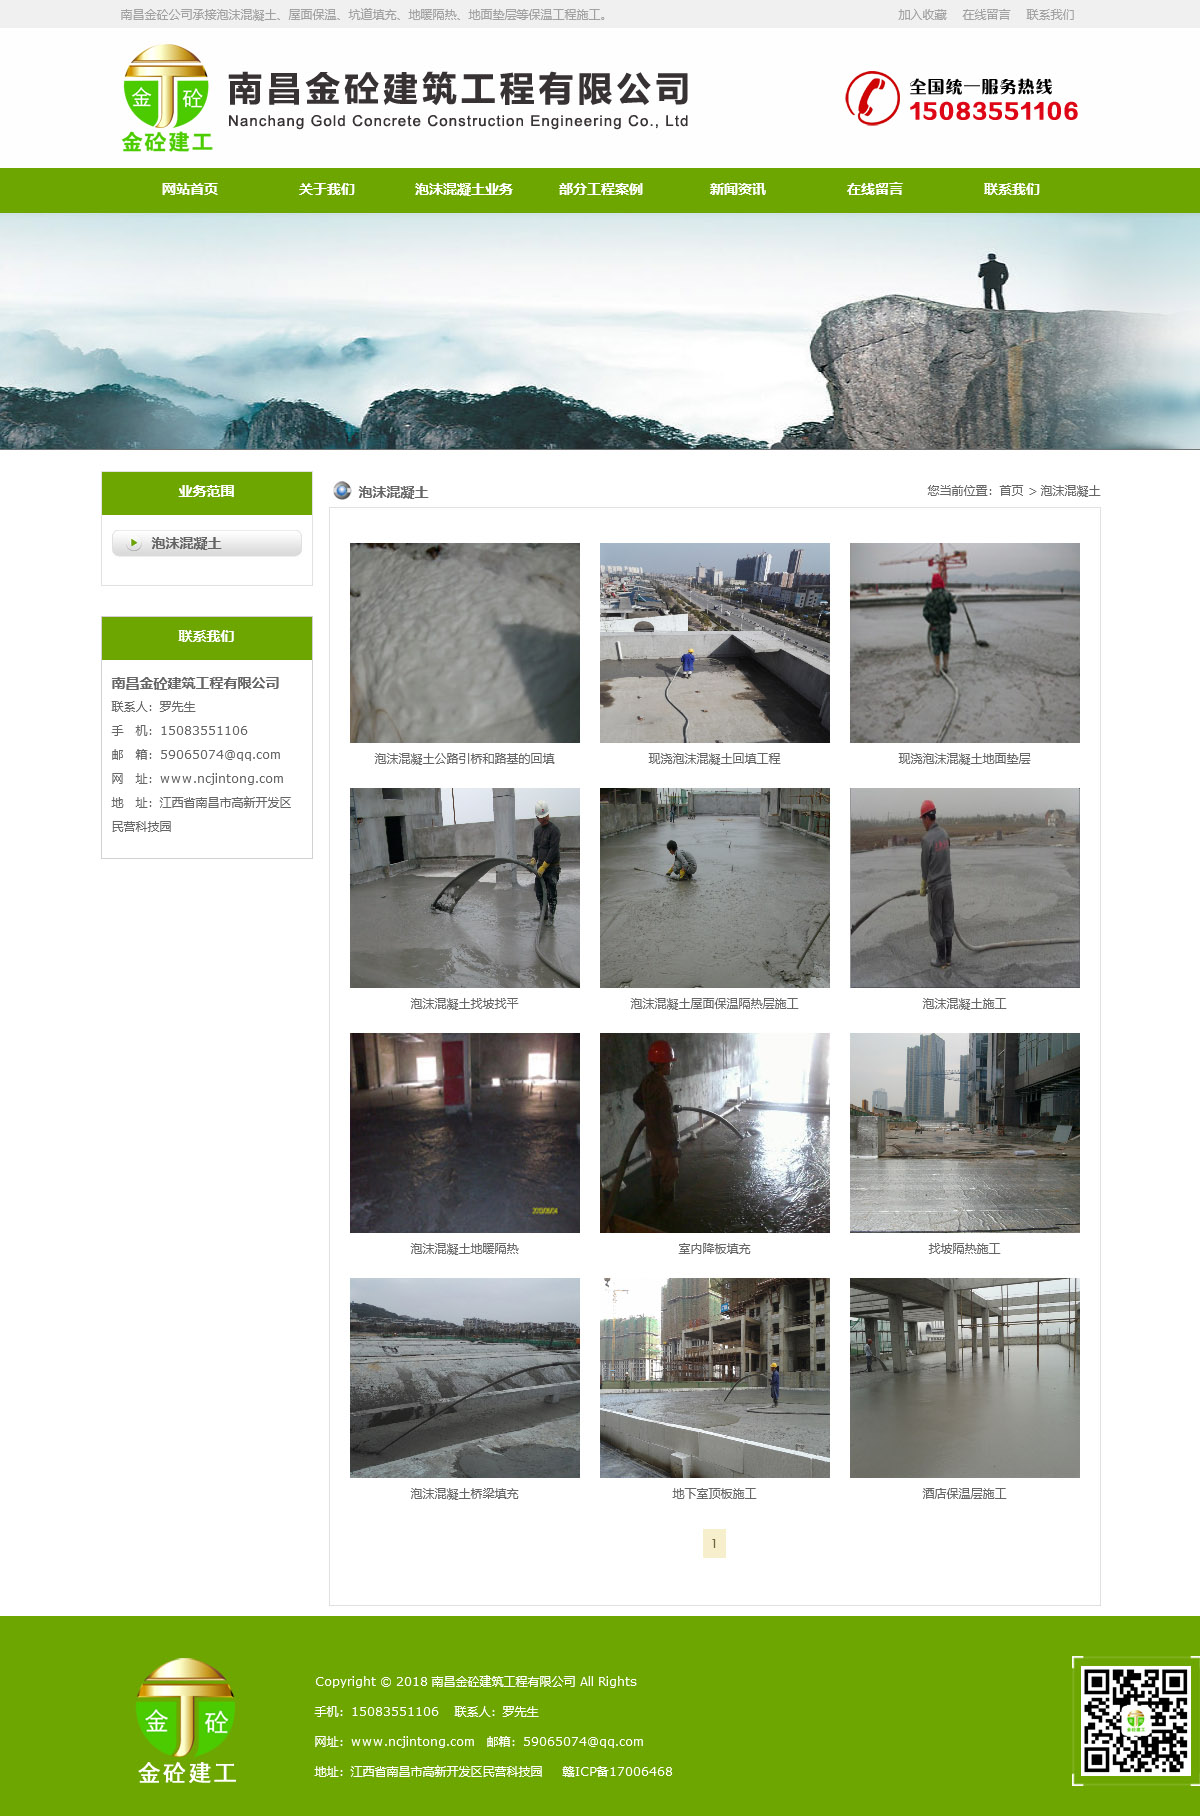 南昌金砼公司承接泡沫混凝土、屋面保温、坑道填充、地暖隔热、地面垫层等保温工程施工。
加入收藏 在线留言 联系我们
金 砼
金砼建工
南昌金砼建筑工程有限公司
Nanchang Gold Concrete Construction Engineering Co., Ltd
全国统一服务热线
15083551106
网站首页 关于我们 泡沫混凝土业务 部分工程案例 新闻资讯 在线留言 联系我们
业务范围
泡沫混凝土
联系我们
南昌金砼建筑工程有限公司
联系人：罗先生
手 机：15083551106
邮 箱：59065074@qq.com
网 址：www.ncjintong.com
地 址：江西省南昌市高新开发区
民营科技园
泡沫混凝土
您当前位置：首页 > 泡沫混凝土
泡沫混凝土公路引桥和路基的回填
现浇泡沫混凝土回填工程
现浇泡沫混凝土地面垫层
泡沫混凝土找坡找平
泡沫混凝土屋面保温隔热层施工
泡沫混凝土施工
泡沫混凝土地暖隔热
室内降板填充
找坡隔热施工
泡沫混凝土桥梁填充
地下室顶板施工
酒店保温层施工
1
金 砼
金砼建工
Copyright © 2018 南昌金砼建筑工程有限公司 All Rights
手机：15083551106 联系人：罗先生
网址：www.ncjintong.com 邮箱：59065074@qq.com
地址：江西省南昌市高新开发区民营科技园 赣ICP备17006468